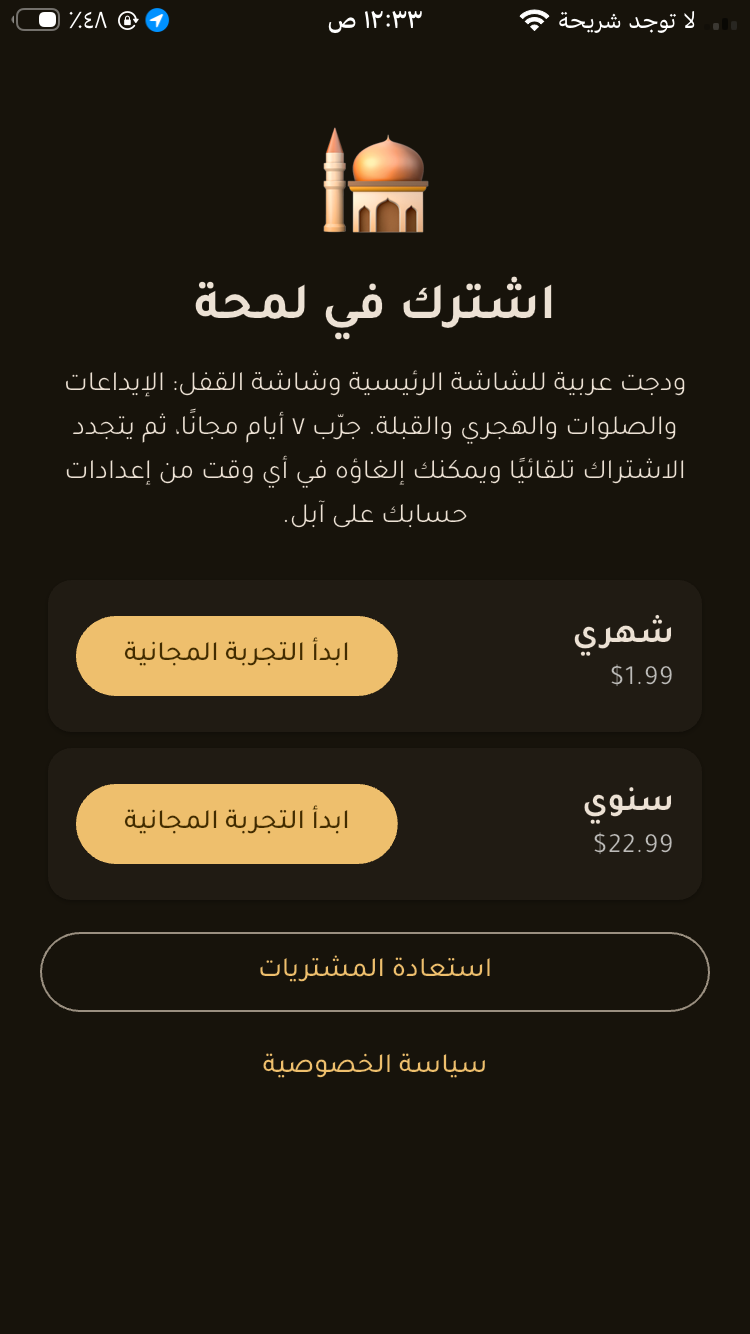 لا توجد شريحة
١٢:٣٣ ص
٪٤٨
اشترك في لمحة
ودجت عربية للشاشة الرئيسية وشاشة القفل: الإيداعات
والصلوات والهجري والقبلة. جرّب ٧ أيام مجانًا، ثم يتجدد
الاشتراك تلقائيًا ويمكنك إلغاؤه في أي وقت من إعدادات
حسابك على آبل.
شهري
$1.99
ابدأ التجربة المجانية
سنوي
$22.99
ابدأ التجربة المجانية
استعادة المشتريات
سياسة الخصوصية